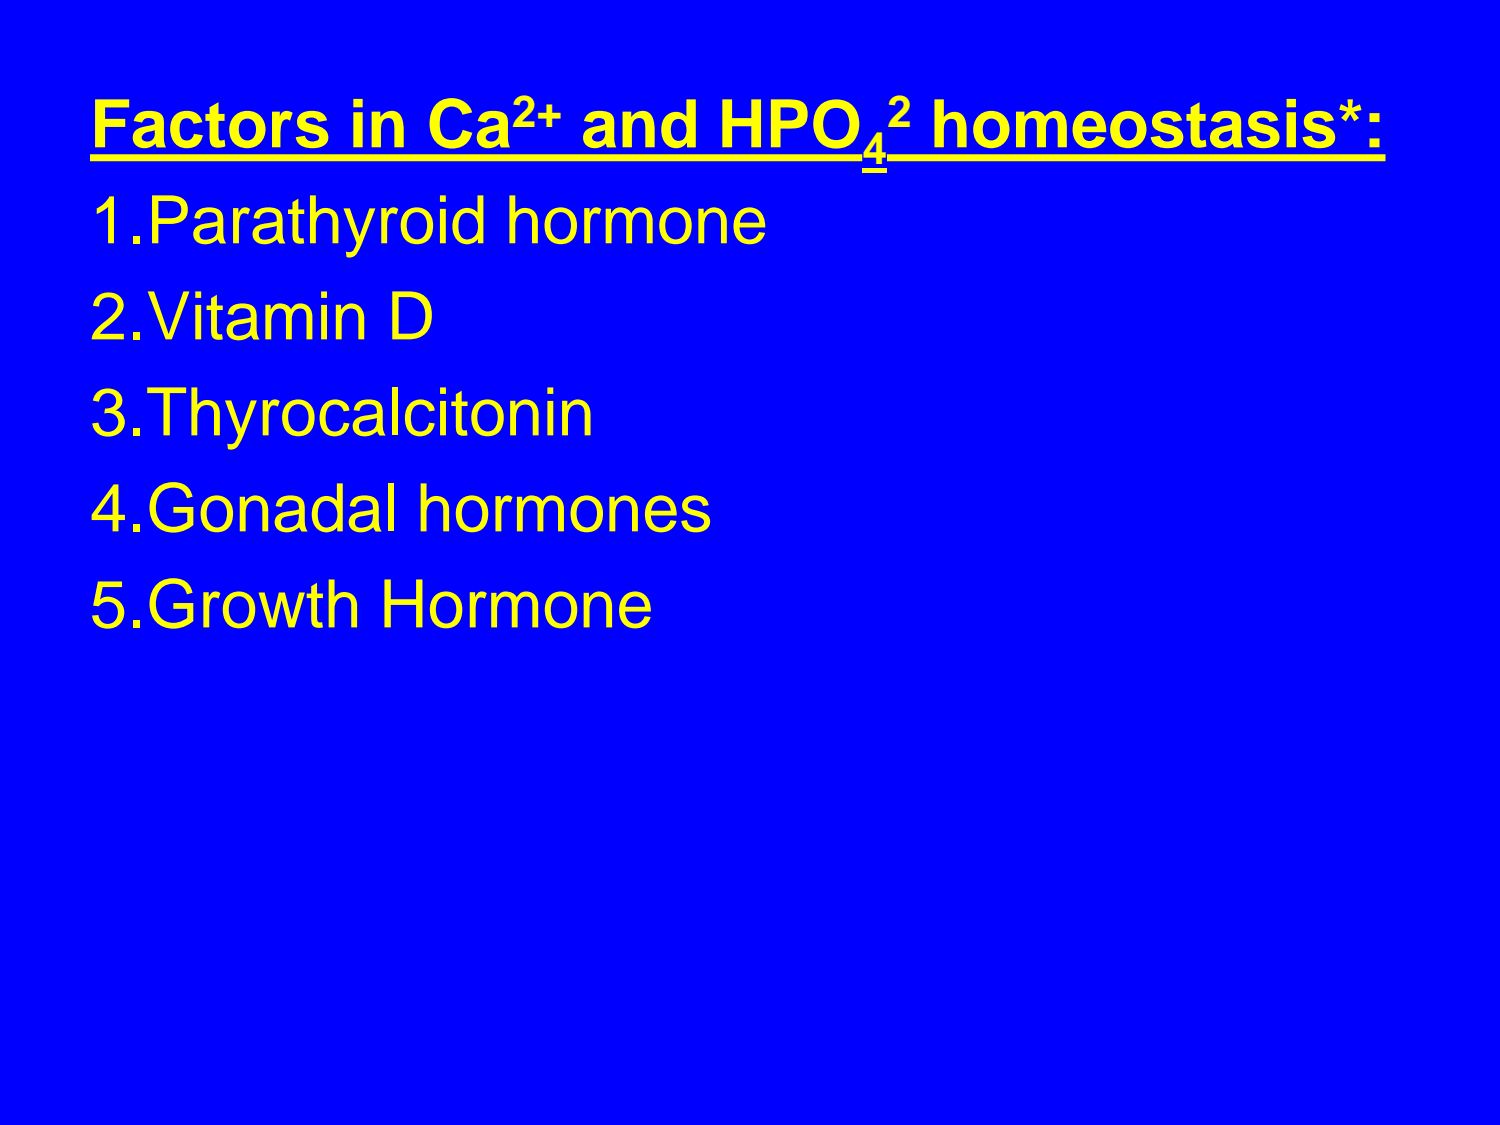 Factors in Ca²⁺ and HPO₄² homeostasis*:
1.Parathyroid hormone
2.Vitamin D
3.Thyrocalcitonin
4.Gonadal hormones
5.Growth Hormone